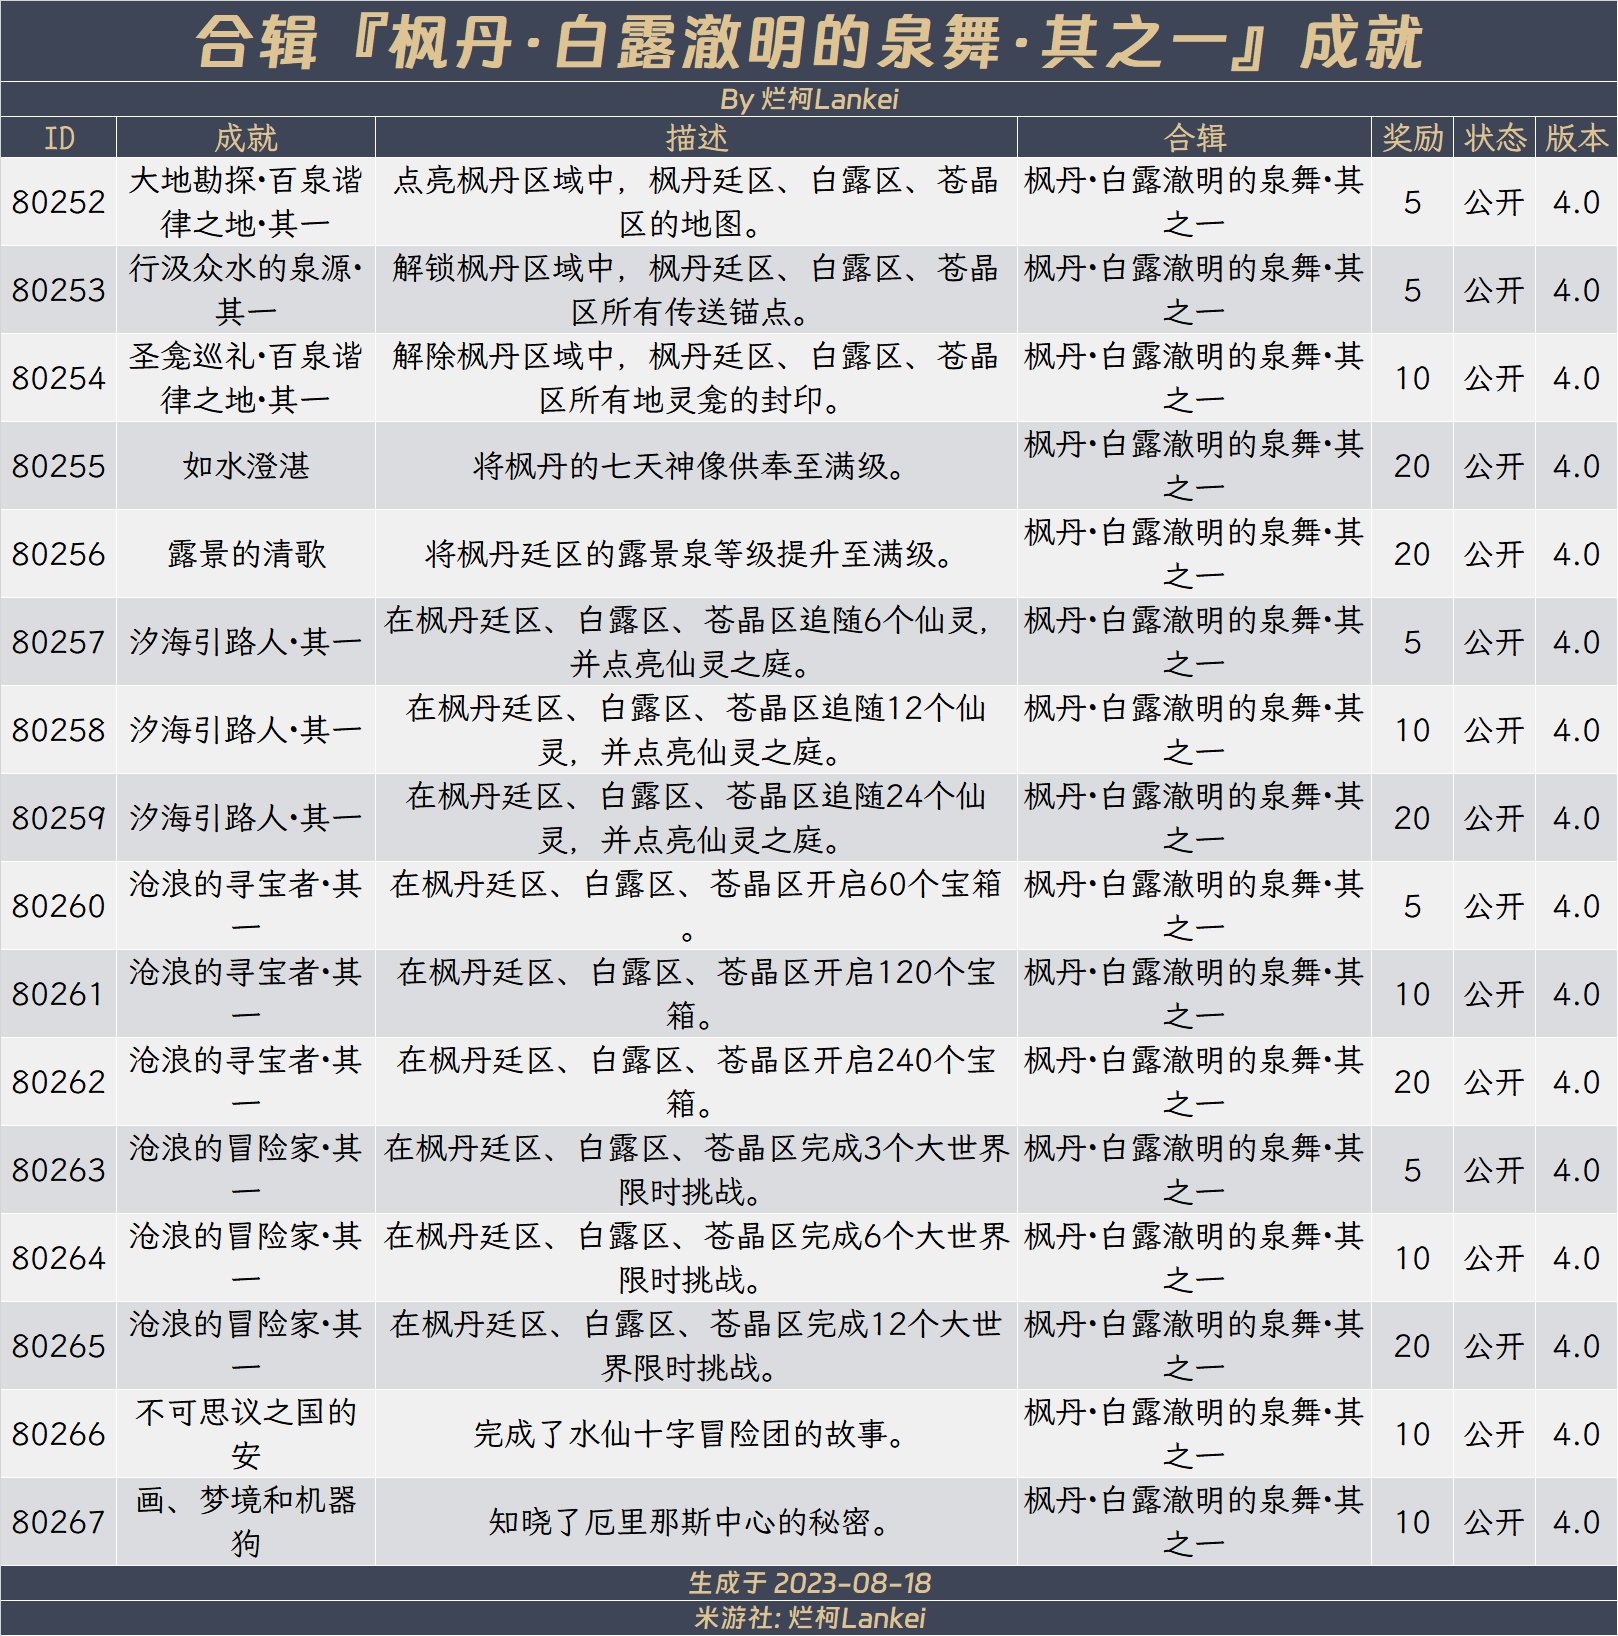 合辑『枫丹·白露澈明的泉舞·其之一』成就
By 烂柯Lankei
ID 成就 描述 合辑 奖励 状态 版本
80252 大地勘探·百泉谐律之地·其一 点亮枫丹区域中，枫丹廷区、白露区、苍晶区的地图。 枫丹·白露澈明的泉舞·其之一 5 公开 4.0
80253 行汲众水的泉源·其一 解锁枫丹区域中，枫丹廷区、白露区、苍晶区所有传送锚点。 枫丹·白露澈明的泉舞·其之一 5 公开 4.0
80254 圣龛巡礼·百泉谐律之地·其一 解除枫丹区域中，枫丹廷区、白露区、苍晶区所有地灵龛的封印。 枫丹·白露澈明的泉舞·其之一 10 公开 4.0
80255 如水澄湛 将枫丹的七天神像供奉至满级。 枫丹·白露澈明的泉舞·其之一 20 公开 4.0
80256 露景的清歌 将枫丹廷区的露景泉等级提升至满级。 枫丹·白露澈明的泉舞·其之一 20 公开 4.0
80257 汐海引路人·其一 在枫丹廷区、白露区、苍晶区追随6个仙灵，并点亮仙灵之庭。 枫丹·白露澈明的泉舞·其之一 5 公开 4.0
80258 汐海引路人·其一 在枫丹廷区、白露区、苍晶区追随12个仙灵，并点亮仙灵之庭。 枫丹·白露澈明的泉舞·其之一 10 公开 4.0
80259 汐海引路人·其一 在枫丹廷区、白露区、苍晶区追随24个仙灵，并点亮仙灵之庭。 枫丹·白露澈明的泉舞·其之一 20 公开 4.0
80260 沧浪的寻宝者·其一 在枫丹廷区、白露区、苍晶区开启60个宝箱。 枫丹·白露澈明的泉舞·其之一 5 公开 4.0
80261 沧浪的寻宝者·其一 在枫丹廷区、白露区、苍晶区开启120个宝箱。 枫丹·白露澈明的泉舞·其之一 10 公开 4.0
80262 沧浪的寻宝者·其一 在枫丹廷区、白露区、苍晶区开启240个宝箱。 枫丹·白露澈明的泉舞·其之一 20 公开 4.0
80263 沧浪的冒险家·其一 在枫丹廷区、白露区、苍晶区完成3个大世界限时挑战。 枫丹·白露澈明的泉舞·其之一 5 公开 4.0
80264 沧浪的冒险家·其一 在枫丹廷区、白露区、苍晶区完成6个大世界限时挑战。 枫丹·白露澈明的泉舞·其之一 10 公开 4.0
80265 沧浪的冒险家·其一 在枫丹廷区、白露区、苍晶区完成12个大世界限时挑战。 枫丹·白露澈明的泉舞·其之一 20 公开 4.0
80266 不可思议之国的安 完成了水仙十字冒险团的故事。 枫丹·白露澈明的泉舞·其之一 10 公开 4.0
80267 画、梦境和机器狗 知晓了厄里那斯中心的秘密。 枫丹·白露澈明的泉舞·其之一 10 公开 4.0
生成于 2023-08-18
米游社: 烂柯Lankei